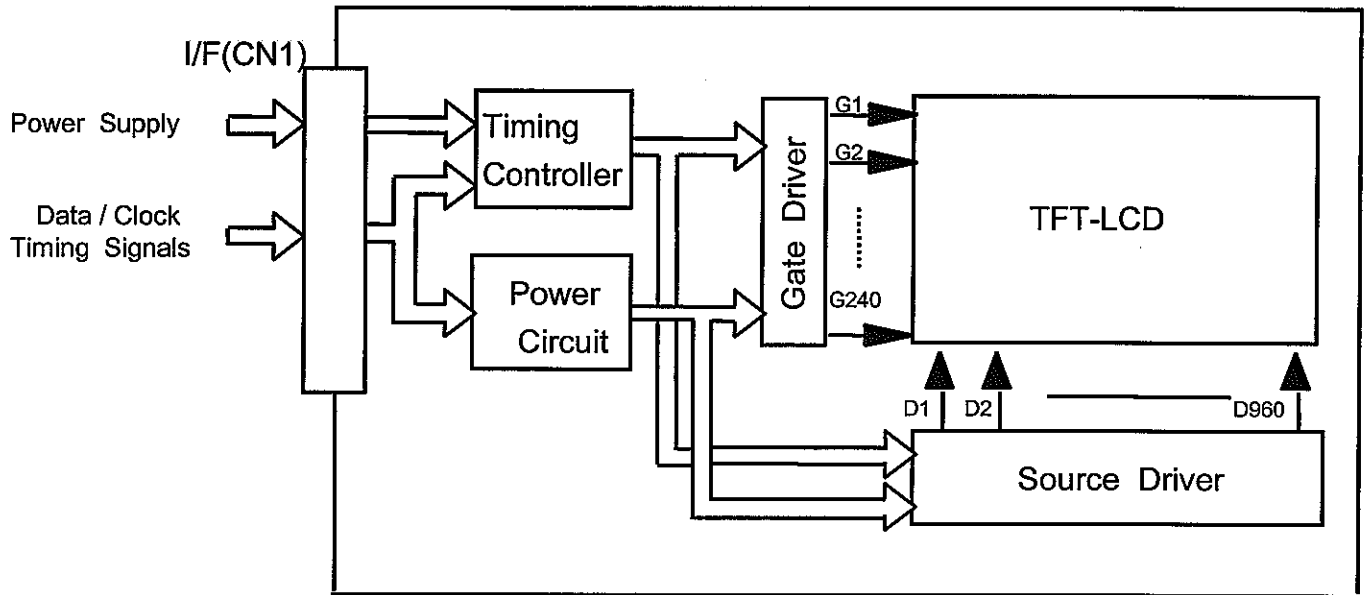 I/F(CN1)
Power Supply
Data / Clock
Timing Signals
Timing
Controller
Power
Circuit
Gate Driver
G1
G2
G240
TFT-LCD
D1
D2
D960
Source Driver